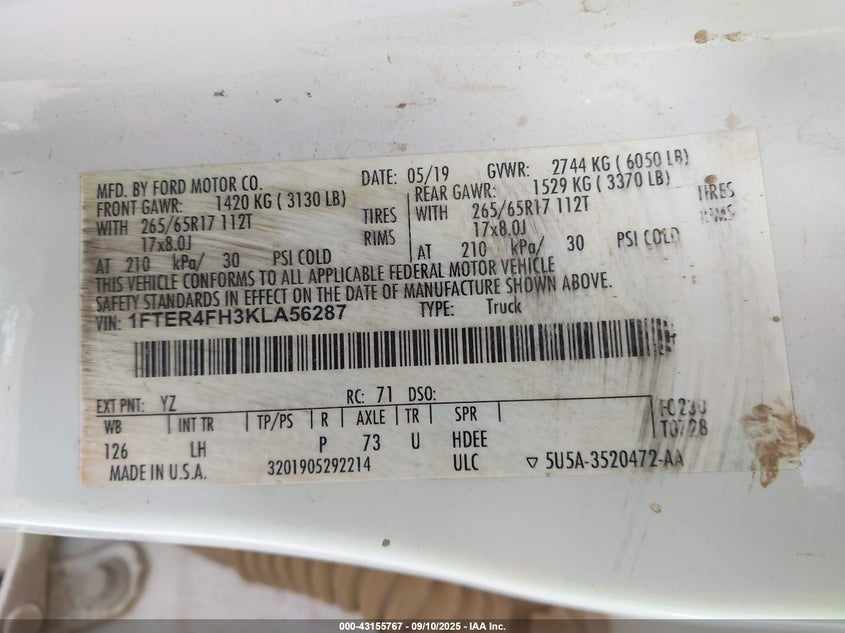 MFD. BY FORD MOTOR CO. DATE: 05/19 GVWR: 2744 KG ( 6050 LB)
FRONT GAWR: 1420 KG ( 3130 LB) REAR GAWR: 1529 KG ( 3370 LB)
WITH 265/65R17 112T TIRES WITH 265/65R17 112T TIRES
17x8.0J RIMS 17x8.0J RIMS
AT 210 kPa/ 30 PSI COLD AT 210 kPa/ 30 PSI COLD
THIS VEHICLE CONFORMS TO ALL APPLICABLE FEDERAL MOTOR VEHICLE
SAFETY STANDARDS IN EFFECT ON THE DATE OF MANUFACTURE SHOWN ABOVE.
VIN: 1FTER4FH3KLA56287 TYPE: Truck
EXT PNT: YZ RC: 71 DSO:
WB INT TR TP/PS R AXLE TR SPR
126 LH P 73 U HDEE
MADE IN U.S.A. 3201905292214 ULC 5U5A-3520472-AA
000-43155767 - 09/10/2025 - IAA Inc.